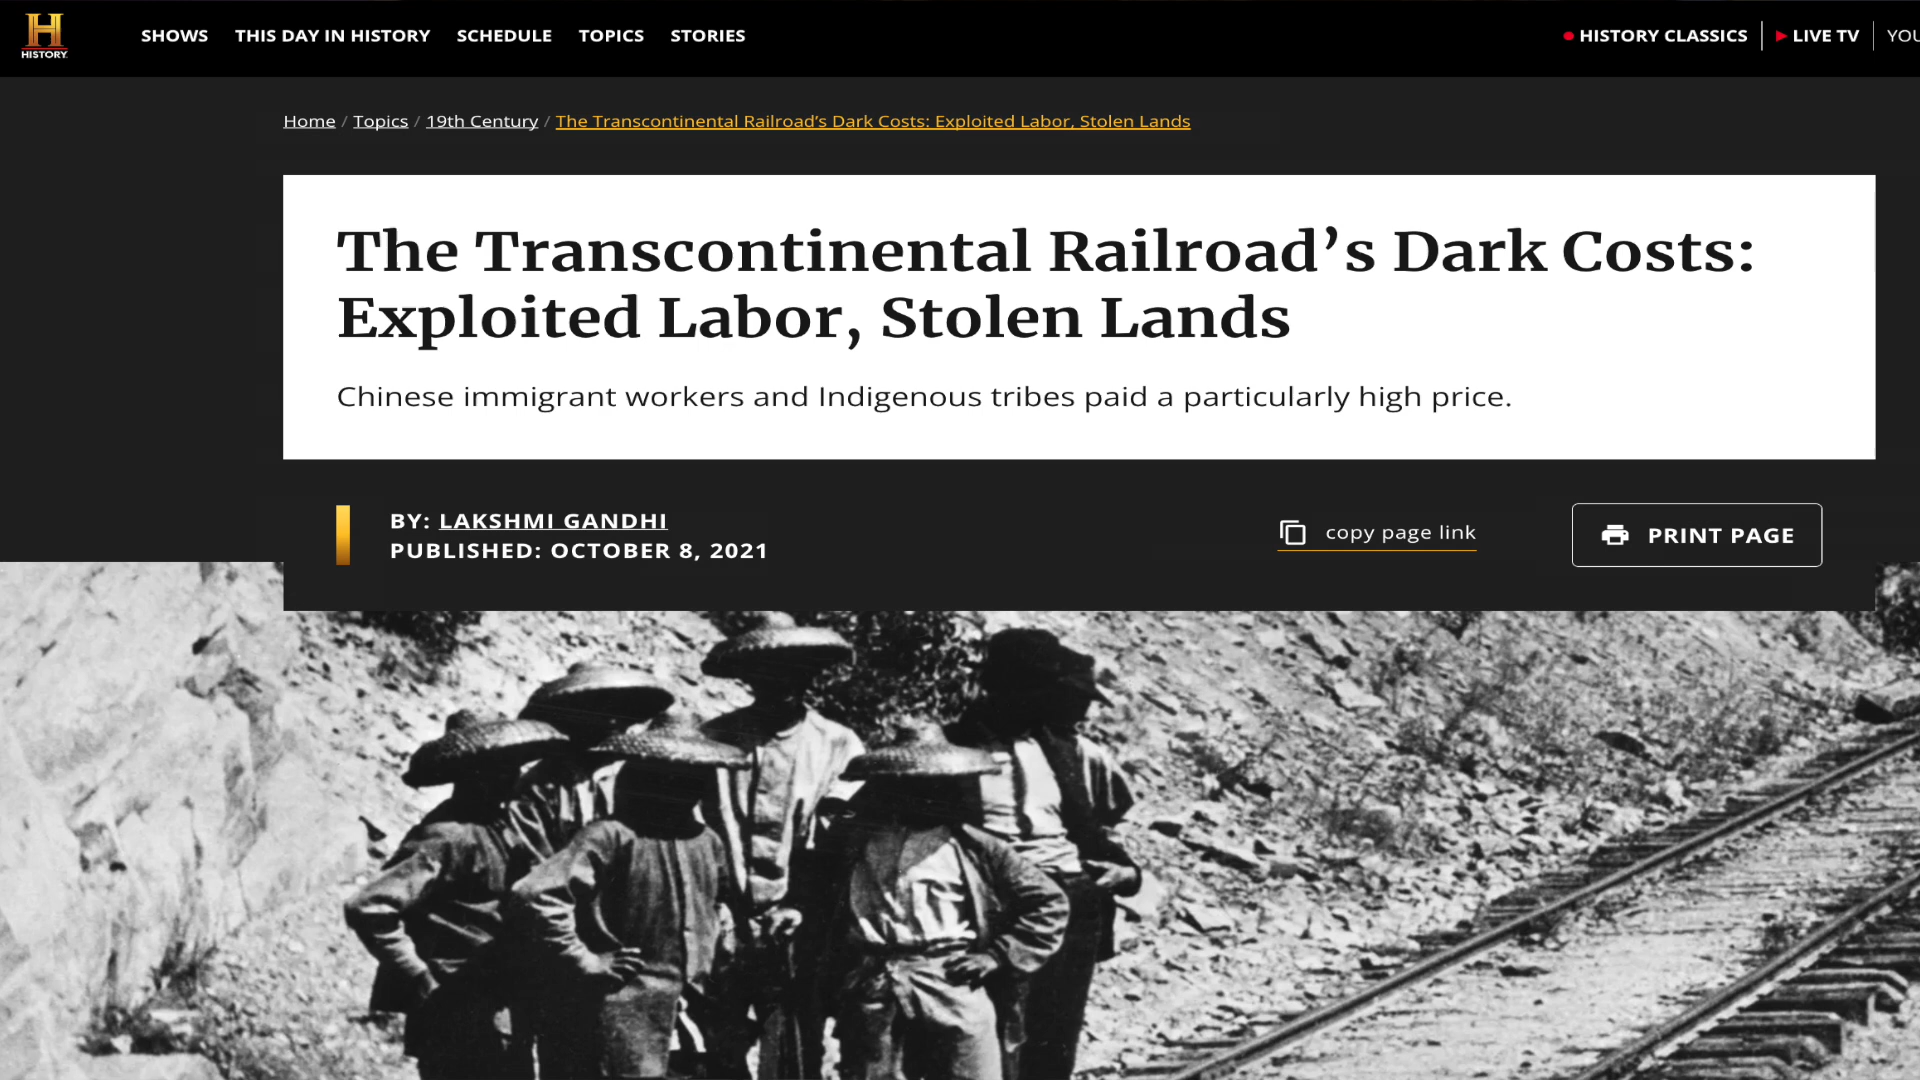 HISTORY
SHOWS THIS DAY IN HISTORY SCHEDULE TOPICS STORIES HISTORY CLASSICS LIVE TV YOU
Home / Topics / 19th Century / The Transcontinental Railroad’s Dark Costs: Exploited Labor, Stolen Lands
The Transcontinental Railroad’s Dark Costs:
Exploited Labor, Stolen Lands
Chinese immigrant workers and Indigenous tribes paid a particularly high price.
BY: LAKSHMI GANDHI
PUBLISHED: OCTOBER 8, 2021
copy page link
PRINT PAGE